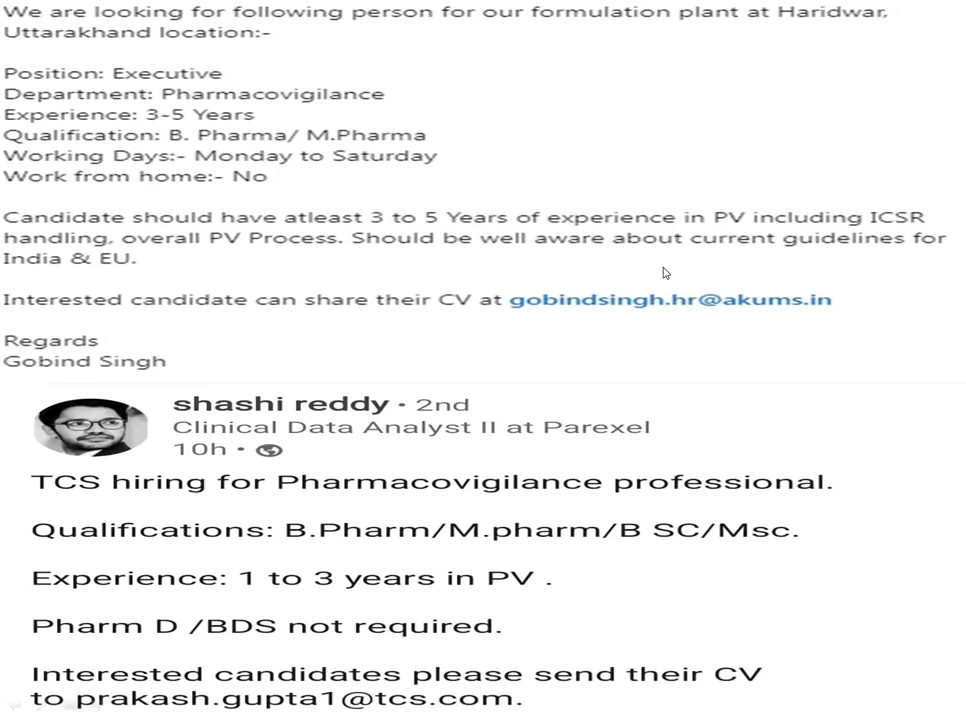 We are looking for following person for our formulation plant at Haridwar,
Uttarakhand location:-
Position: Executive
Department: Pharmacovigilance
Experience: 3-5 Years
Qualification: B. Pharma/ M.Pharma
Working Days:- Monday to Saturday
Work from home:- No
Candidate should have atleast 3 to 5 Years of experience in PV including ICSR
handling, overall PV Process. Should be well aware about current guidelines for
India & EU.
Interested candidate can share their CV at gobindsingh.hr@akums.in
Regards
Gobind Singh
shashi reddy • 2nd
Clinical Data Analyst II at Parexel
10h •
TCS hiring for Pharmacovigilance professional.
Qualifications: B.Pharm/M.pharm/B SC/Msc.
Experience: 1 to 3 years in PV .
Pharm D /BDS not required.
Interested candidates please send their CV
to prakash.gupta1@tcs.com.